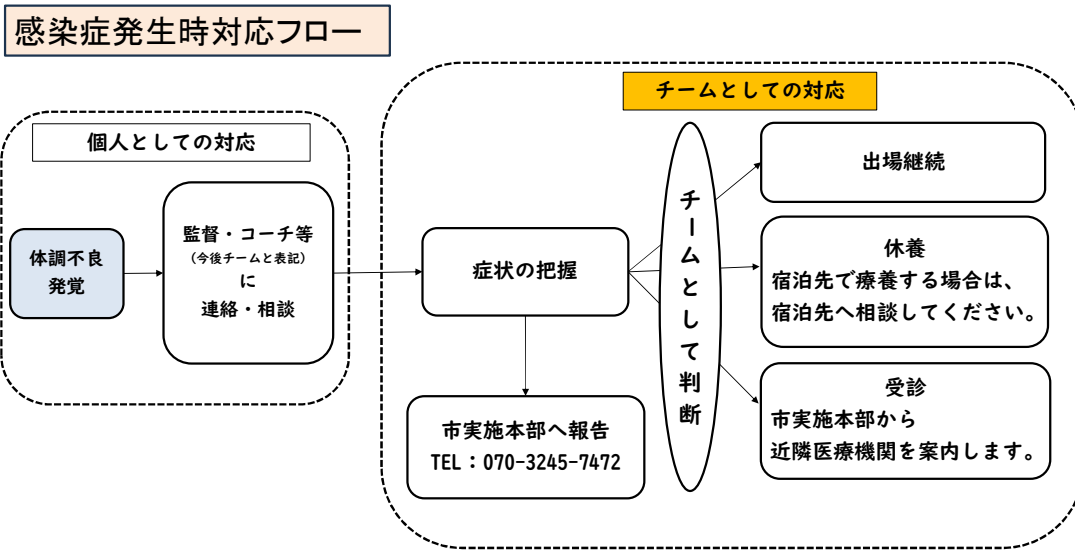 感染症発生時対応フロー
個人としての対応
体調不良
発覚
監督・コーチ等
(今後チームと表記)
に
連絡・相談
チームとしての対応
症状の把握
市実施本部へ報告
TEL：070-3245-7472
チームとして判断
出場継続
休養
宿泊先で療養する場合は、
宿泊先へ相談してください。
受診
市実施本部から
近隣医療機関を案内します。